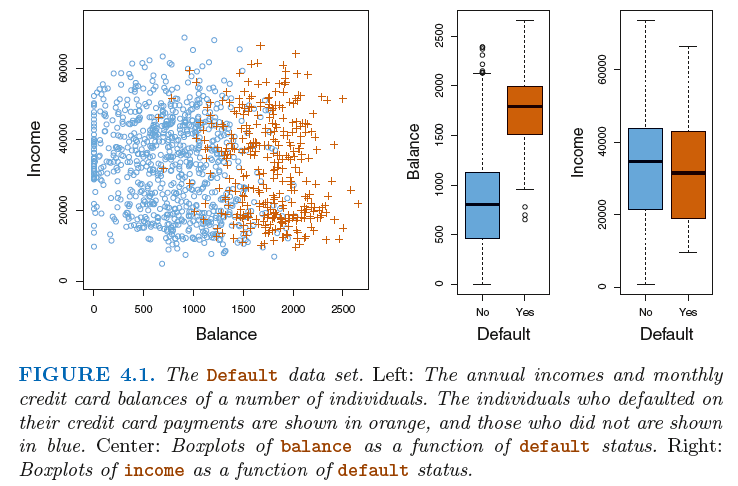 Income
60000
40000
20000
0
0 500 1000 1500 2000 2500
Balance
Balance
2500
2000
1500
1000
500
0
No Yes
Default
Income
60000
40000
20000
0
No Yes
Default
FIGURE 4.1. The Default data set. Left: The annual incomes and monthly
credit card balances of a number of individuals. The individuals who defaulted on
their credit card payments are shown in orange, and those who did not are shown
in blue. Center: Boxplots of balance as a function of default status. Right:
Boxplots of income as a function of default status.